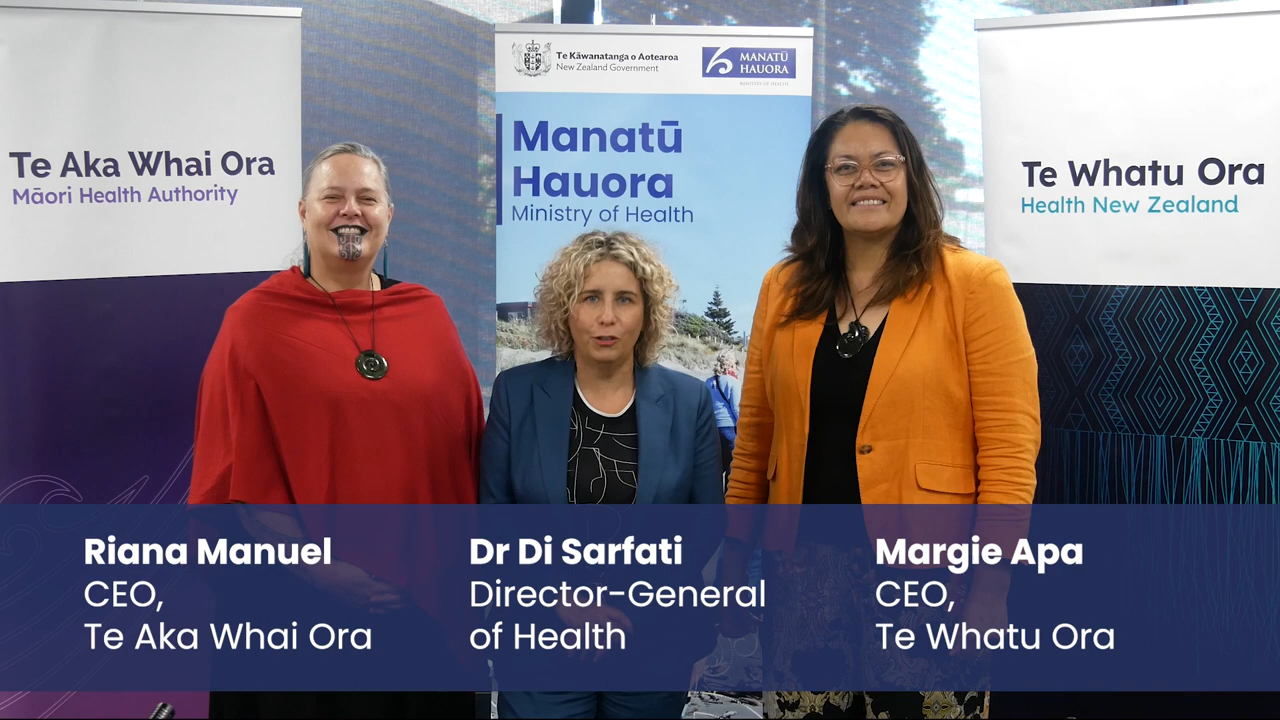 Te Aka Whai Ora
Māori Health Authority
Te Kāwanatanga o Aotearoa
New Zealand Government
MANATŪ
HAUORA
MINISTRY OF HEALTH
Manatū
Hauora
Ministry of Health
Te Whatu Ora
Health New Zealand
Riana Manuel
CEO,
Te Aka Whai Ora
Dr Di Sarfati
Director-General
of Health
Margie Apa
CEO,
Te Whatu Ora